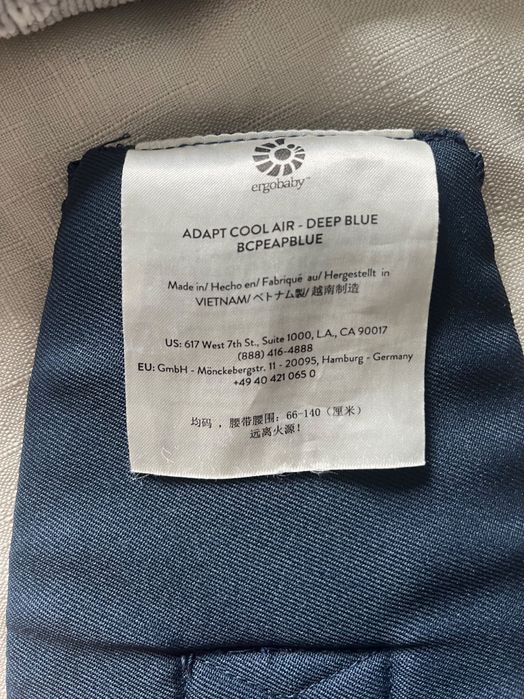 ergobaby™
ADAPT COOL AIR - DEEP BLUE
BCPEAPBLUE
Made in/ Hecho en/ Fabriqué au/ Hergestellt in
VIETNAM/ベトナム製/越南制造
US: 617 West 7th St., Suite 1000, L.A., CA 90017
(888) 416-4888
EU: GmbH - Mönckebergstr. 11 - 20095, Hamburg - Germany
+49 40 421 065 0
均码，腰带腰围：66-140（厘米）
远离火源！